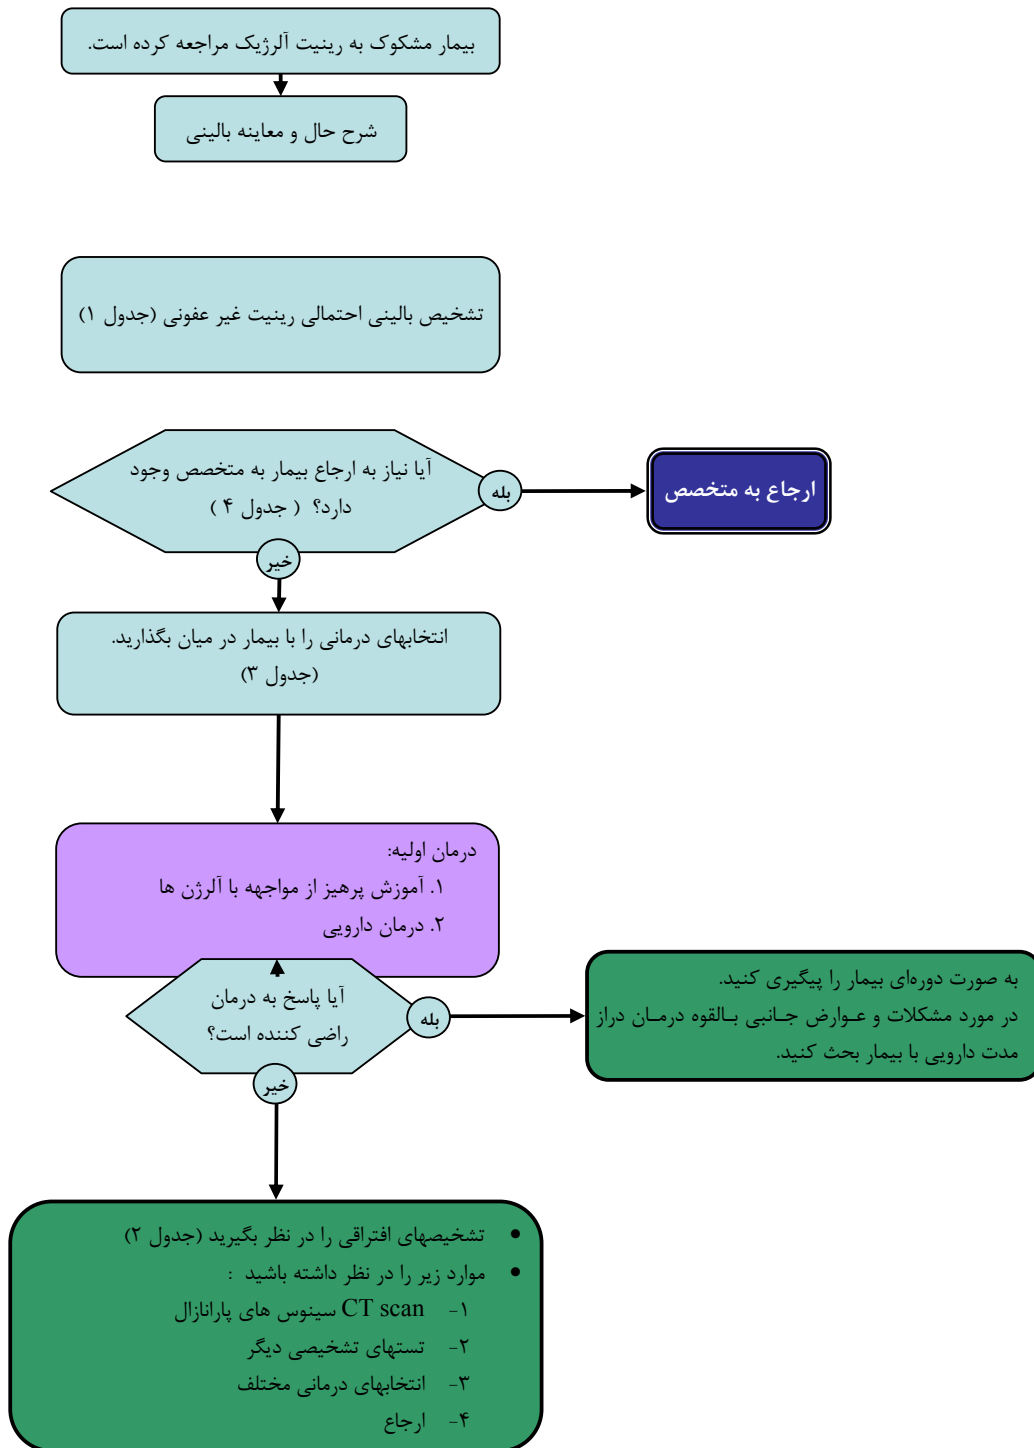 بیمار مشکوک به رینیت آلرژیک مراجعه کرده است.
شرح حال و معاینه بالینی
تشخیص بالینی احتمالی رینیت غیر عفونی (جدول ۱)
آیا نیاز به ارجاع بیمار به متخصص وجود
دارد؟ ( جدول ۴ )
بله
ارجاع به متخصص
خیر
انتخابهای درمانی را با بیمار در میان بگذارید.
(جدول ۳)
درمان اولیه:
۱. آموزش پرهیز از مواجهه با آلرژن ها
۲. درمان دارویی
آیا پاسخ به درمان
راضی کننده است؟
بله
به صورت دوره‌ای بیمار را پیگیری کنید.
در مورد مشکلات و عـوارض جـانبی بـالقوه درمـان دراز
مدت دارویی با بیمار بحث کنید.
خیر
• تشخیصهای افتراقی را در نظر بگیرید (جدول ۲)
• موارد زیر را در نظر داشته باشید :
۱- CT scan سینوس های پارانازال
۲- تستهای تشخیصی دیگر
۳- انتخابهای درمانی مختلف
۴- ارجاع